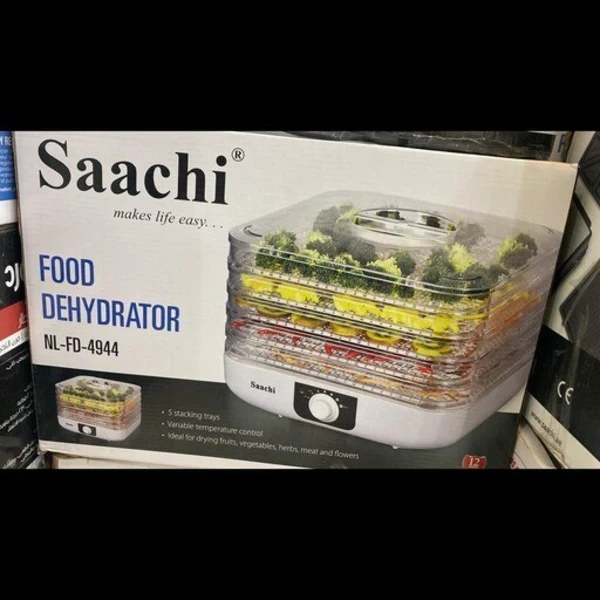 Saachi®
makes life easy...
FOOD
DEHYDRATOR
NL-FD-4944
Saachi
• 5 stacking trays
• Variable temperature control
• Ideal for drying fruits, vegetables, herbs, meat and flowers
12
CE